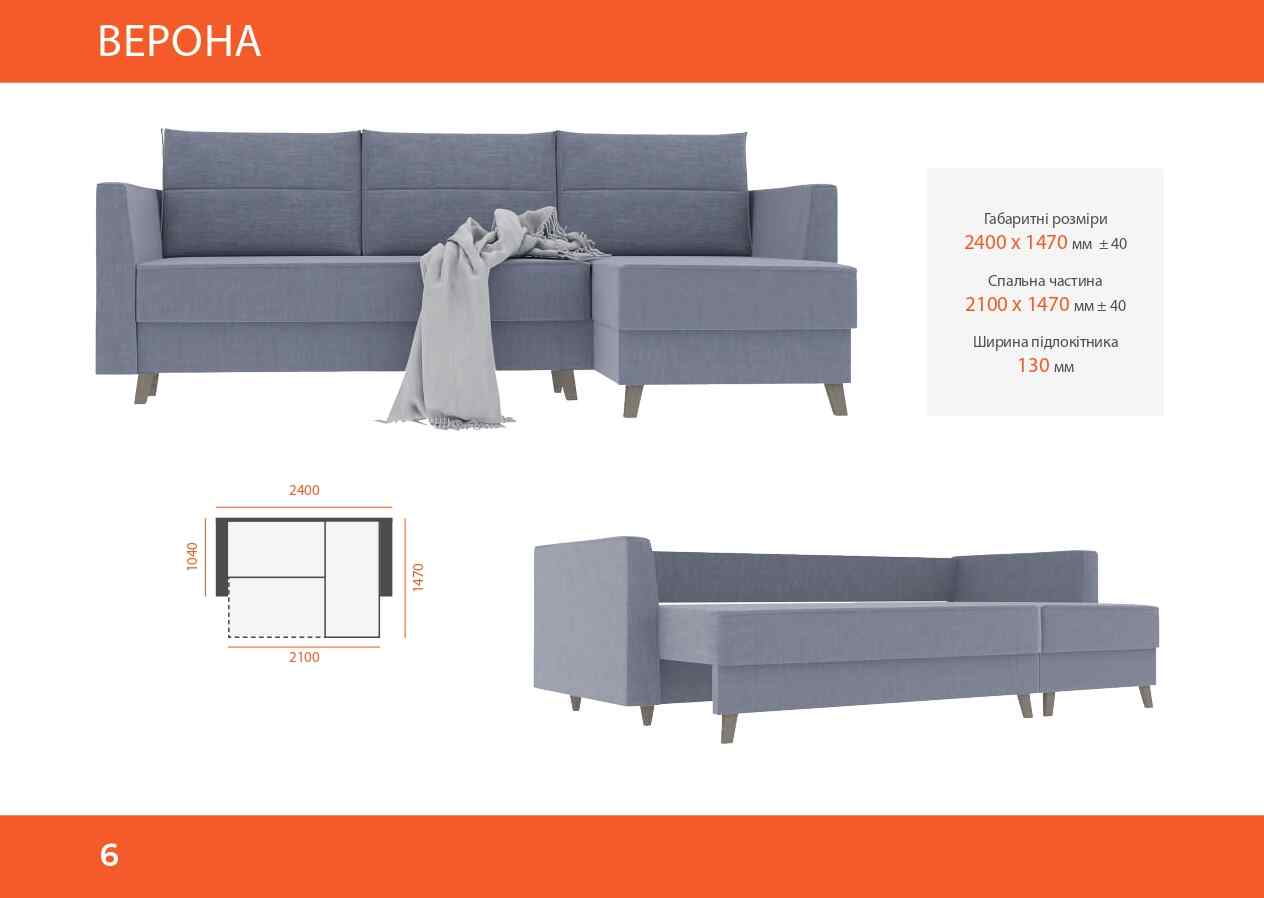 ВЕРОНА
Габаритні розміри
2400 x 1470 мм ± 40
Спальна частина
2100 x 1470 мм ± 40
Ширина підлокітника
130 мм
2400
1040
1470
2100
6